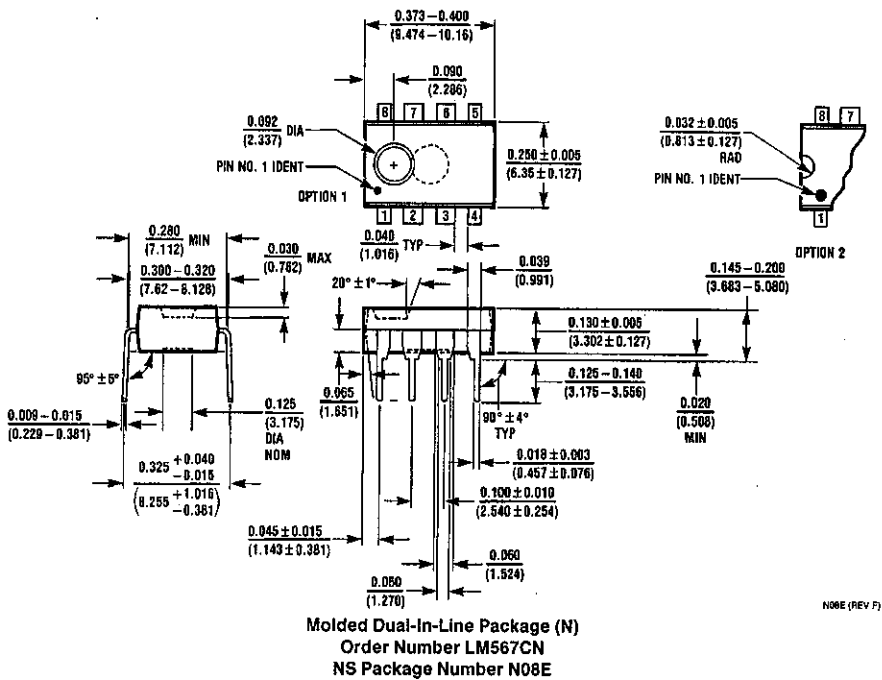 0.373–0.400
(9.474–10.16)
0.090
(2.286)
8 7 6 5
0.092 DIA
(2.337)
PIN NO. 1 IDENT
OPTION 1
1 2 3 4
0.250 ± 0.005
(6.35 ± 0.127)
0.032 ± 0.005
(0.813 ± 0.127)
RAD
PIN NO. 1 IDENT
8 7
1
OPTION 2
0.280 MIN
(7.112)
0.300–0.320
(7.62–8.128)
0.030 MAX
(0.762)
0.040 TYP
(1.016)
20° ± 1°
0.039
(0.991)
0.145–0.200
(3.683–5.080)
0.130 ± 0.005
(3.302 ± 0.127)
0.125–0.140
(3.175–3.556)
0.020
(0.508)
MIN
95° ± 5°
0.009–0.015
(0.229–0.381)
0.125
(3.175)
DIA
NOM
0.065
(1.651)
90° ± 4°
TYP
0.018 ± 0.003
(0.457 ± 0.076)
0.325 +0.040
−0.015
(8.255 +1.016
−0.381)
0.100 ± 0.010
(2.540 ± 0.254)
0.045 ± 0.015
(1.143 ± 0.381)
0.060
(1.524)
0.050
(1.270)
N08E (REV F)
Molded Dual-In-Line Package (N)
Order Number LM567CN
NS Package Number N08E